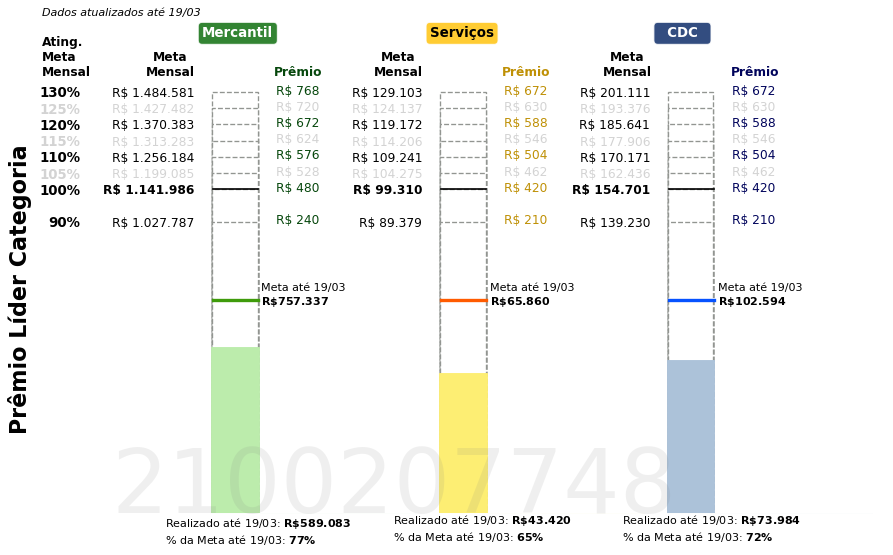 Dados atualizados até 19/03
Mercantil Serviços CDC
Ating. Meta Mensal
Meta Mensal Prêmio Meta Mensal Prêmio Meta Mensal Prêmio
130% R$ 1.484.581 R$ 768 R$ 129.103 R$ 672 R$ 201.111 R$ 672
125% R$ 1.427.482 R$ 720 R$ 124.137 R$ 630 R$ 193.376 R$ 630
120% R$ 1.370.383 R$ 672 R$ 119.172 R$ 588 R$ 185.641 R$ 588
115% R$ 1.313.283 R$ 624 R$ 114.206 R$ 546 R$ 177.906 R$ 546
110% R$ 1.256.184 R$ 576 R$ 109.241 R$ 504 R$ 170.171 R$ 504
105% R$ 1.199.085 R$ 528 R$ 104.275 R$ 462 R$ 162.436 R$ 462
100% R$ 1.141.986 R$ 480 R$ 99.310 R$ 420 R$ 154.701 R$ 420
90% R$ 1.027.787 R$ 240 R$ 89.379 R$ 210 R$ 139.230 R$ 210
Prêmio Líder Categoria
Meta até 19/03 Meta até 19/03 Meta até 19/03
R$757.337 R$65.860 R$102.594
2100207748
Realizado até 19/03: R$589.083 Realizado até 19/03: R$43.420 Realizado até 19/03: R$73.984
% da Meta até 19/03: 77% % da Meta até 19/03: 65% % da Meta até 19/03: 72%